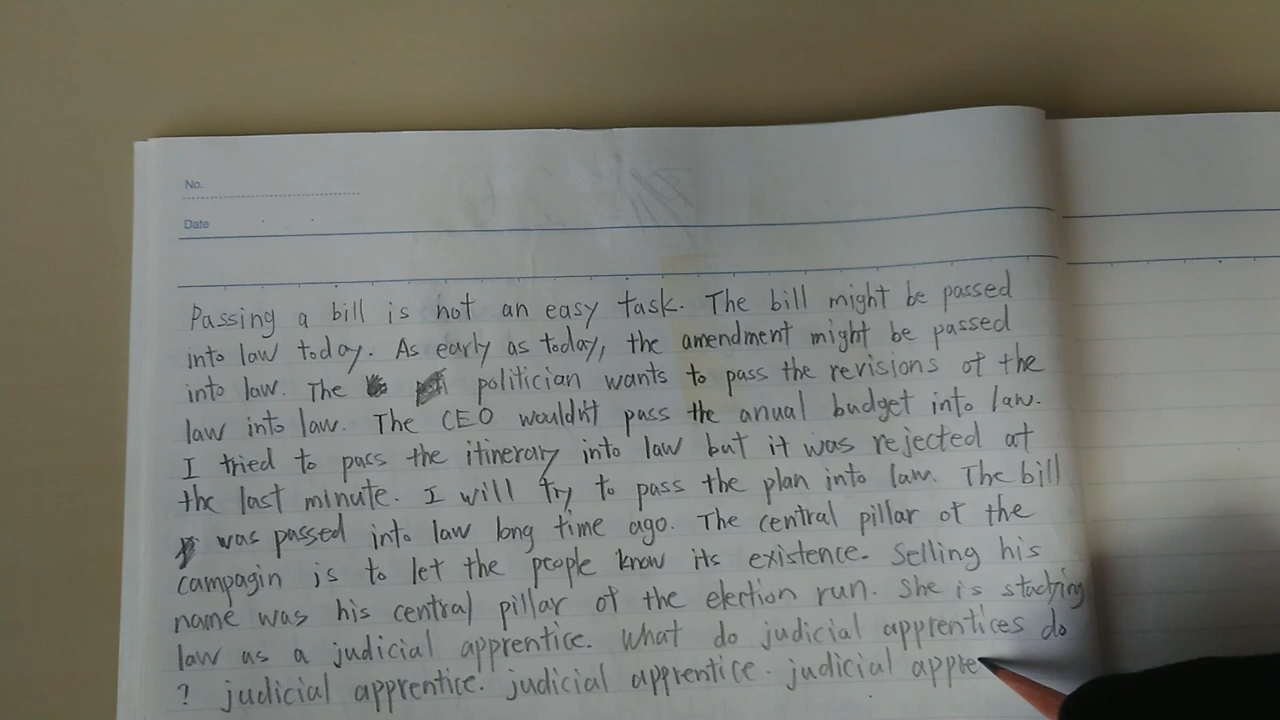 No.
Date
Passing a bill is not an easy task. The bill might be passed
into law today. As early as today, the amendment might be passed
into law. The politician wants to pass the revisions of the
law into law. The CEO wouldn't pass the anual budget into law.
I tried to pass the itinerary into law but it was rejected at
the last minute. I will try to pass the plan into law. The bill
was passed into law long time ago. The central pillar of the
campagin is to let the people know its existence. Selling his
name was his central pillar of the election run. She is studying
law as a judicial apprentice. What do judicial apprentices do
? judicial apprentice. judicial apprentice. judicial appre